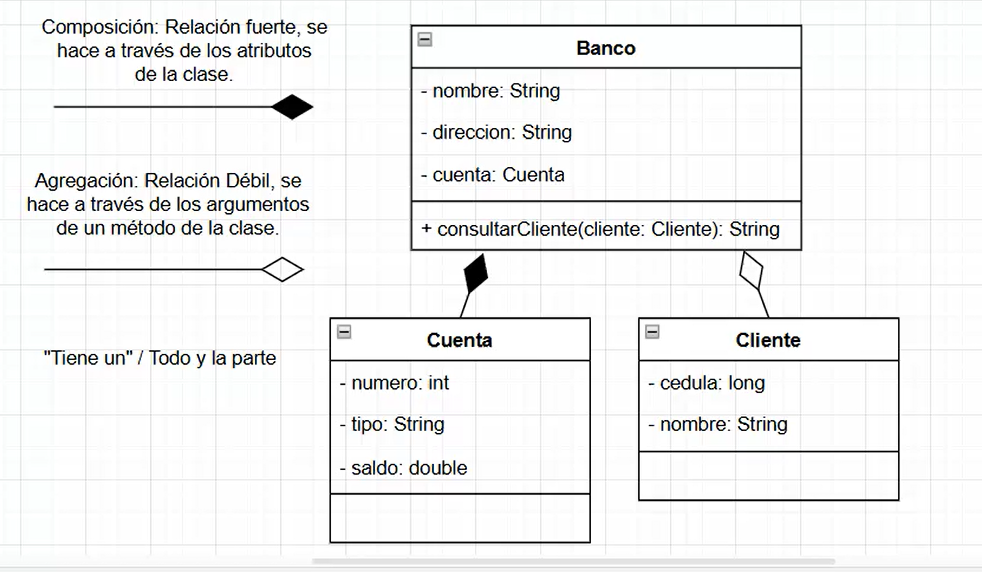 Composición: Relación fuerte, se
hace a través de los atributos
de la clase.
Agregación: Relación Débil, se
hace a través de los argumentos
de un método de la clase.
"Tiene un" / Todo y la parte
Banco
- nombre: String
- direccion: String
- cuenta: Cuenta
+ consultarCliente(cliente: Cliente): String
Cuenta
- numero: int
- tipo: String
- saldo: double
Cliente
- cedula: long
- nombre: String